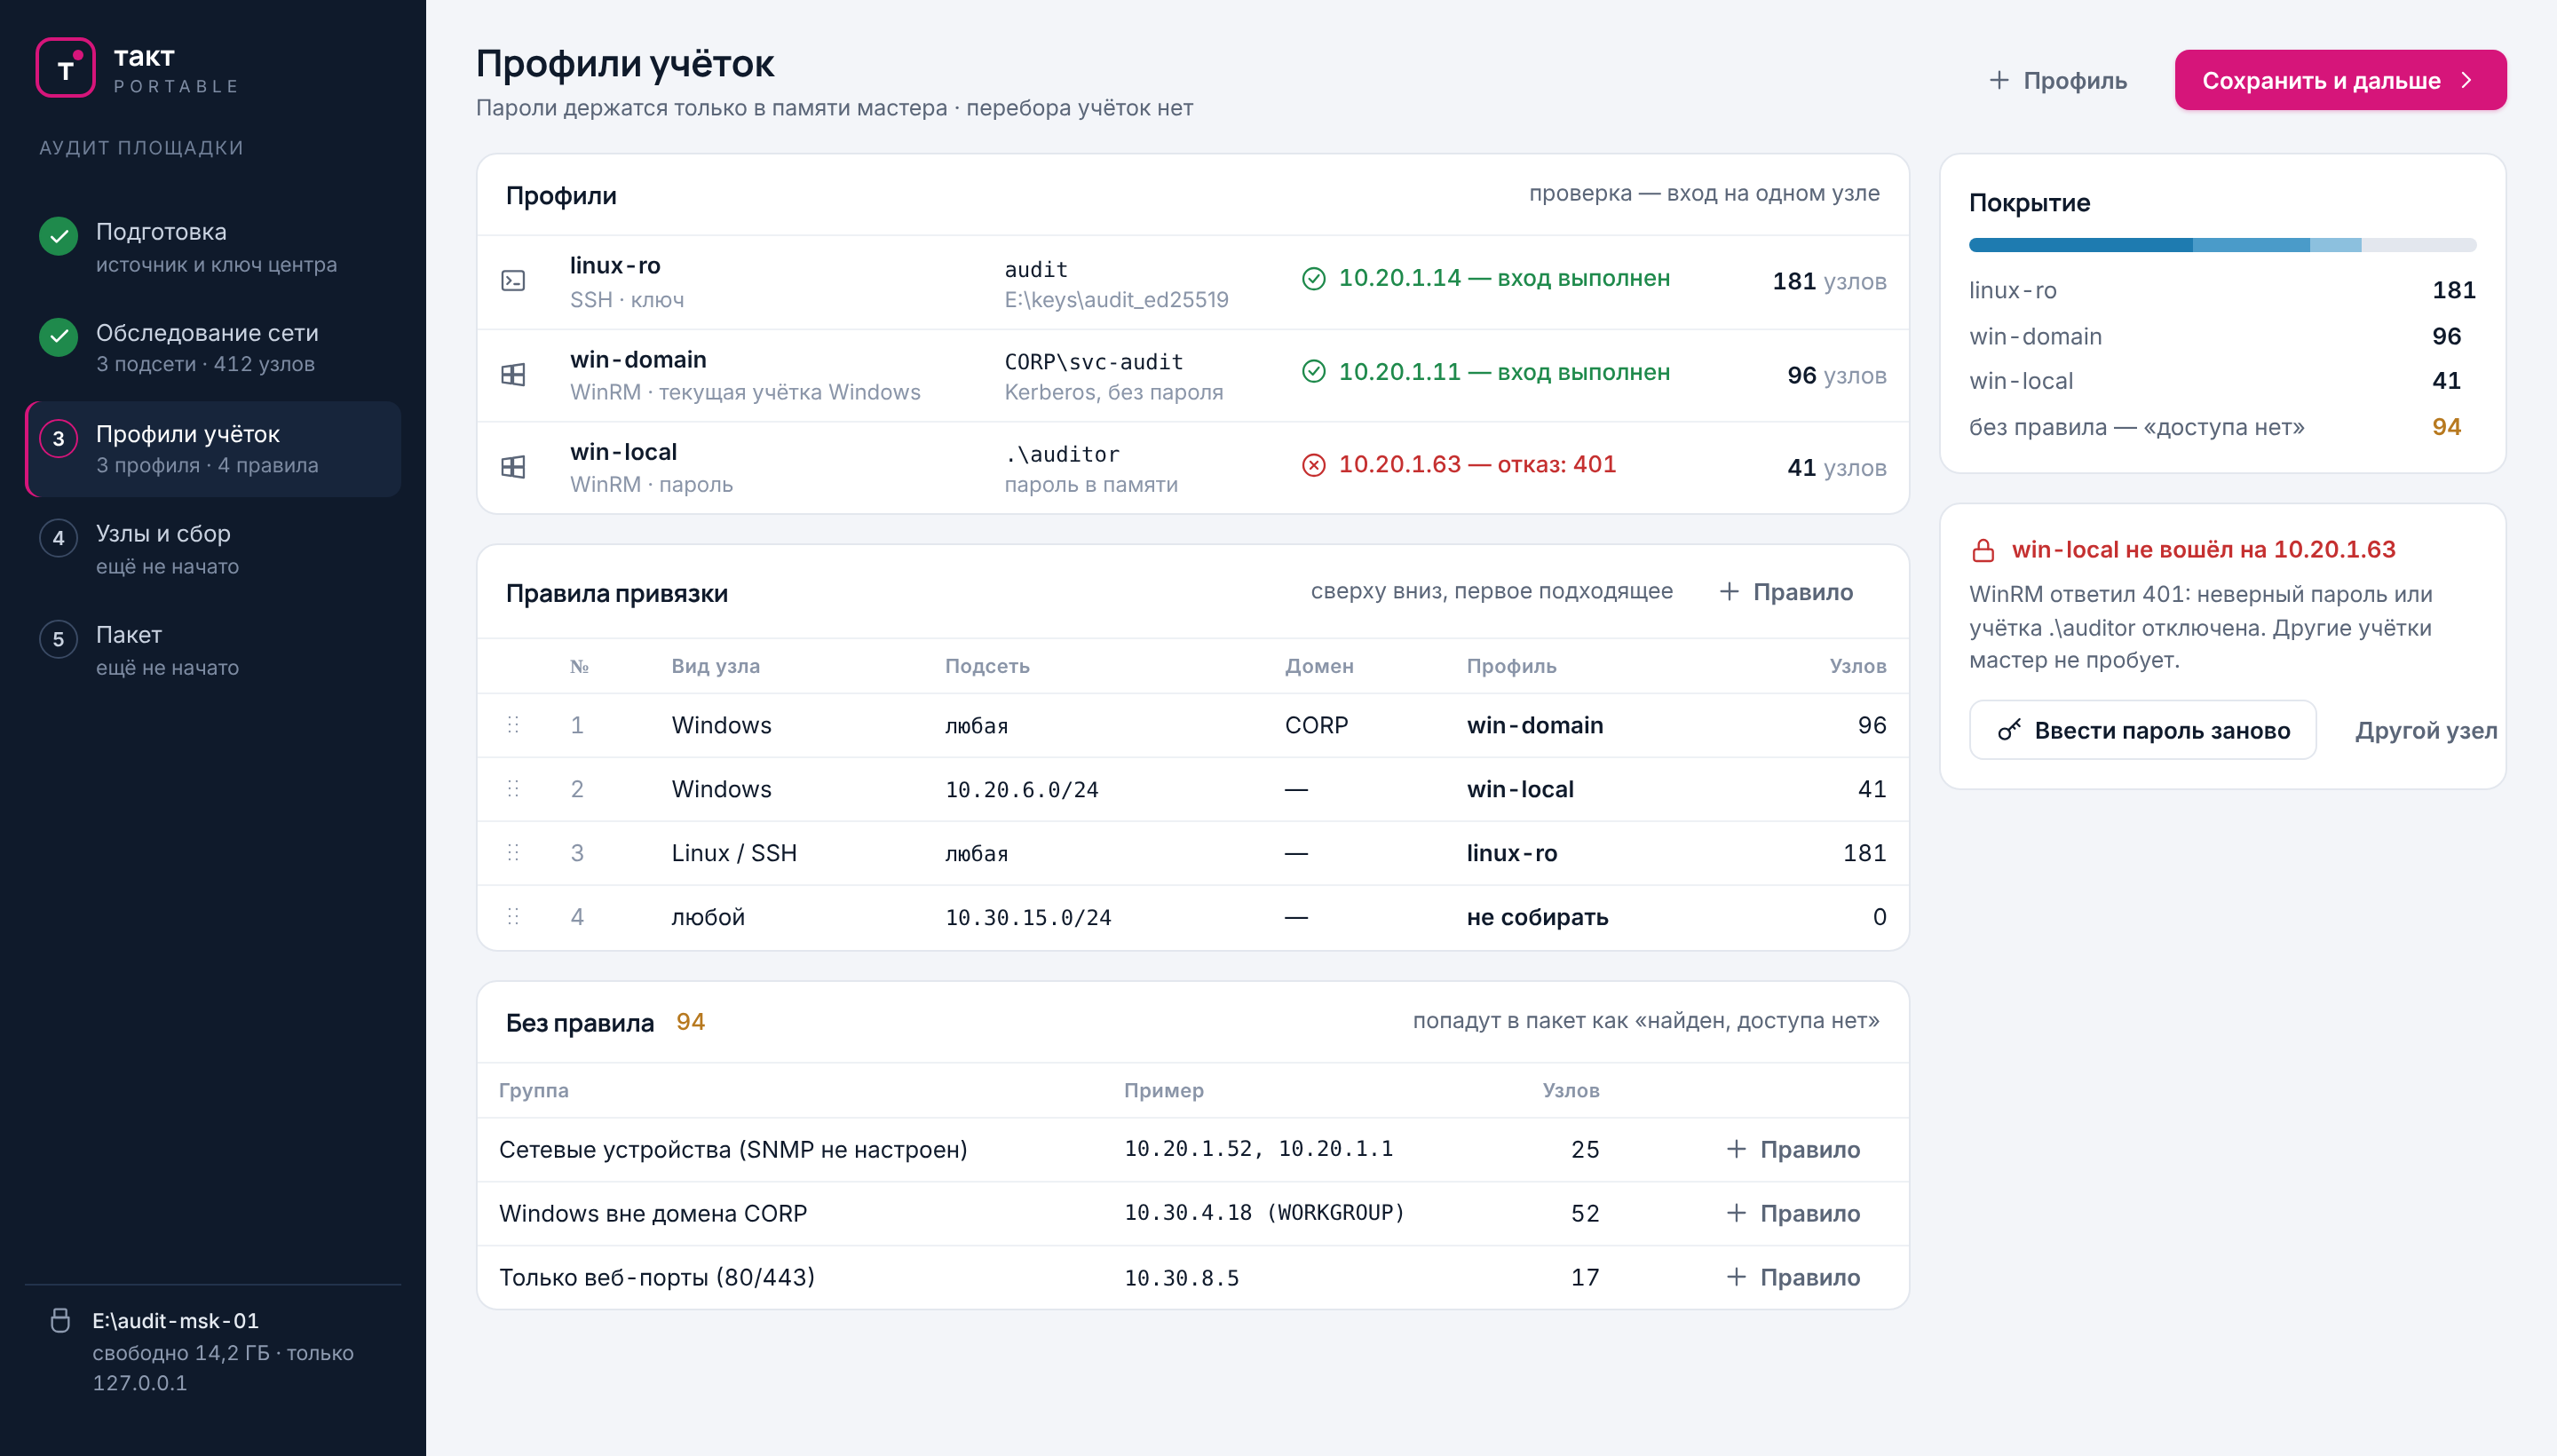 т
такт
PORTABLE
АУДИТ ПЛОЩАДКИ
Подготовка
источник и ключ центра
Обследование сети
3 подсети · 412 узлов
3
Профили учёток
3 профиля · 4 правила
4
Узлы и сбор
ещё не начато
5
Пакет
ещё не начато
E:\audit-msk-01
свободно 14,2 ГБ · только
127.0.0.1
Профили учёток
Пароли держатся только в памяти мастера · перебора учёток нет
+ Профиль
Сохранить и дальше
Профили
проверка — вход на одном узле
linux-ro
SSH · ключ
audit
E:\keys\audit_ed25519
10.20.1.14 — вход выполнен
181 узлов
win-domain
WinRM · текущая учётка Windows
CORP\svc-audit
Kerberos, без пароля
10.20.1.11 — вход выполнен
96 узлов
win-local
WinRM · пароль
.\auditor
пароль в памяти
10.20.1.63 — отказ: 401
41 узлов
Правила привязки
сверху вниз, первое подходящее
+ Правило
№ Вид узла Подсеть Домен Профиль Узлов
1 Windows любая CORP win-domain 96
2 Windows 10.20.6.0/24 — win-local 41
3 Linux / SSH любая — linux-ro 181
4 любой 10.30.15.0/24 — не собирать 0
Без правила 94
попадут в пакет как «найден, доступа нет»
Группа Пример Узлов
Сетевые устройства (SNMP не настроен) 10.20.1.52, 10.20.1.1 25 + Правило
Windows вне домена CORP 10.30.4.18 (WORKGROUP) 52 + Правило
Только веб-порты (80/443) 10.30.8.5 17 + Правило
Покрытие
linux-ro 181
win-domain 96
win-local 41
без правила — «доступа нет» 94
win-local не вошёл на 10.20.1.63
WinRM ответил 401: неверный пароль или
учётка .\auditor отключена. Другие учётки
мастер не пробует.
Ввести пароль заново
Другой узел